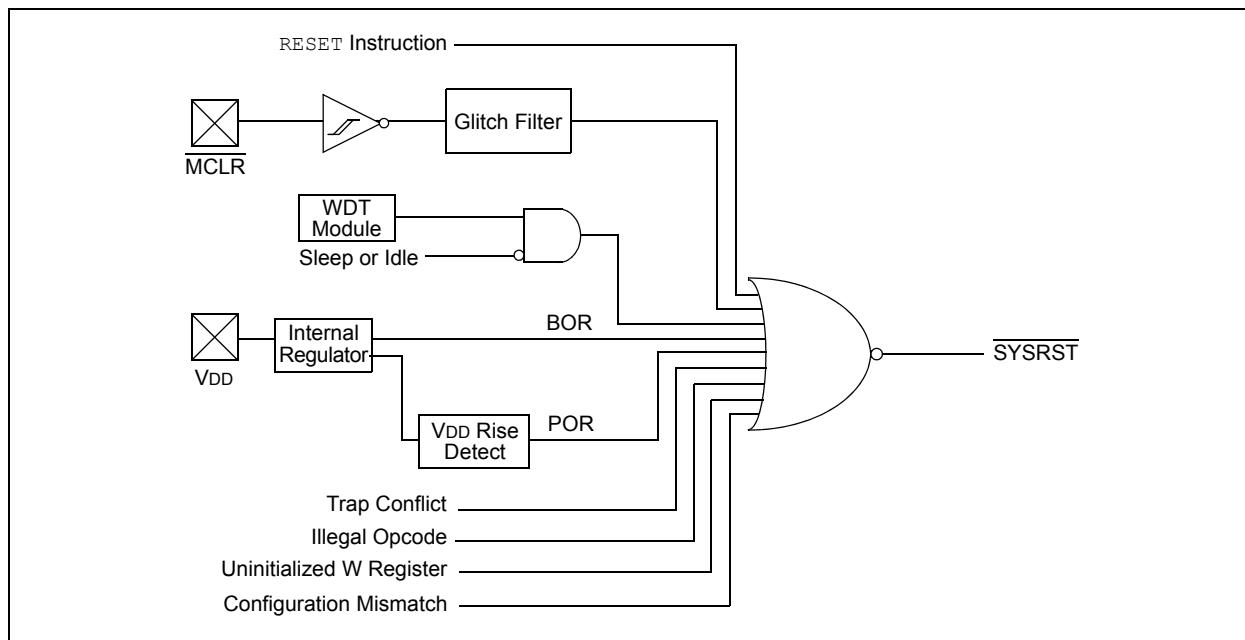 RESET Instruction
Glitch Filter
MCLR
WDT
Module
Sleep or Idle
BOR
Internal
Regulator
SYSRST
VDD
POR
VDD Rise
Detect
Trap Conflict
Illegal Opcode
Uninitialized W Register
Configuration Mismatch